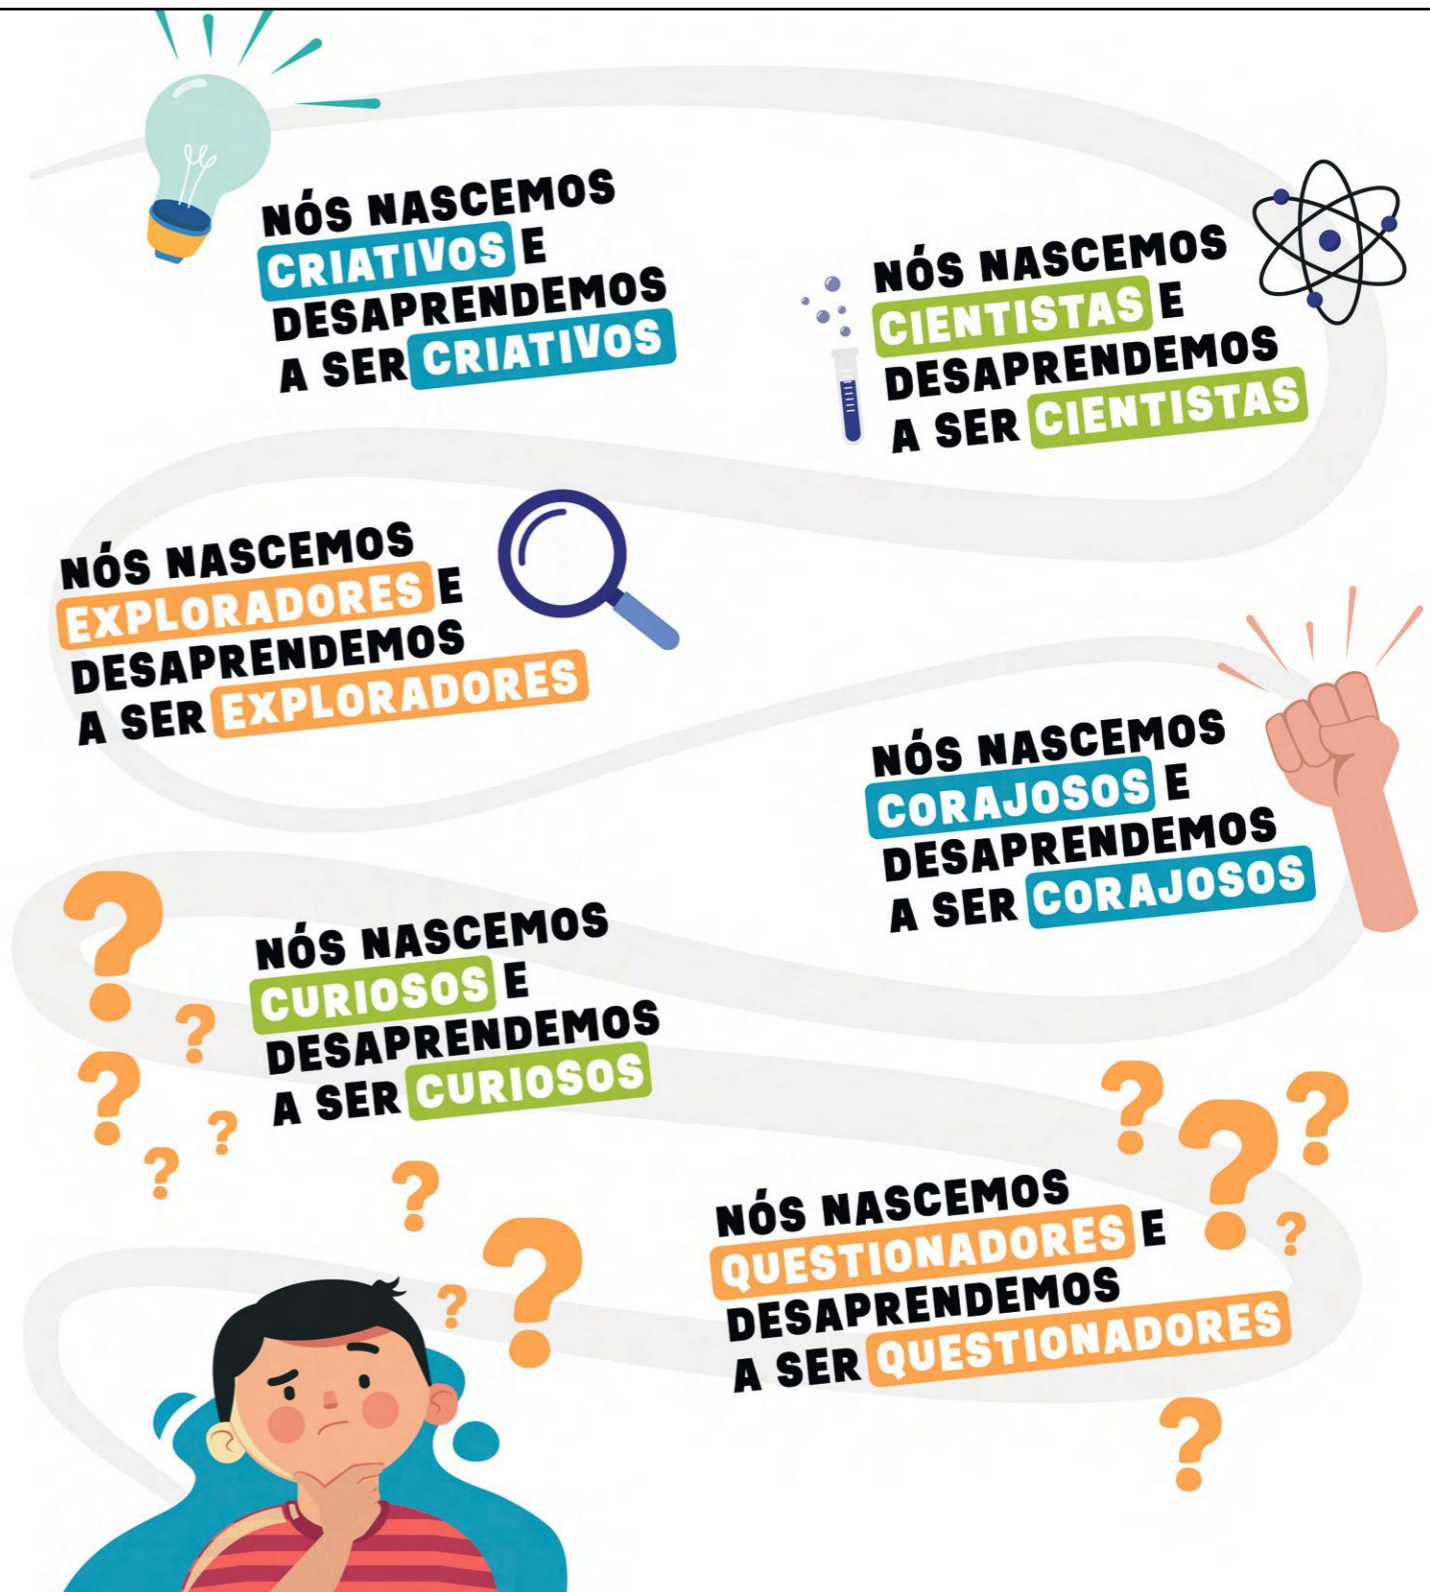 NÓS NASCEMOS
CRIATIVOS E
DESAPRENDEMOS
A SER CRIATIVOS
NÓS NASCEMOS
CIENTISTAS E
DESAPRENDEMOS
A SER CIENTISTAS
NÓS NASCEMOS
EXPLORADORES E
DESAPRENDEMOS
A SER EXPLORADORES
NÓS NASCEMOS
CORAJOSOS E
DESAPRENDEMOS
A SER CORAJOSOS
NÓS NASCEMOS
CURIOSOS E
DESAPRENDEMOS
A SER CURIOSOS
NÓS NASCEMOS
QUESTIONADORES E
DESAPRENDEMOS
A SER QUESTIONADORES